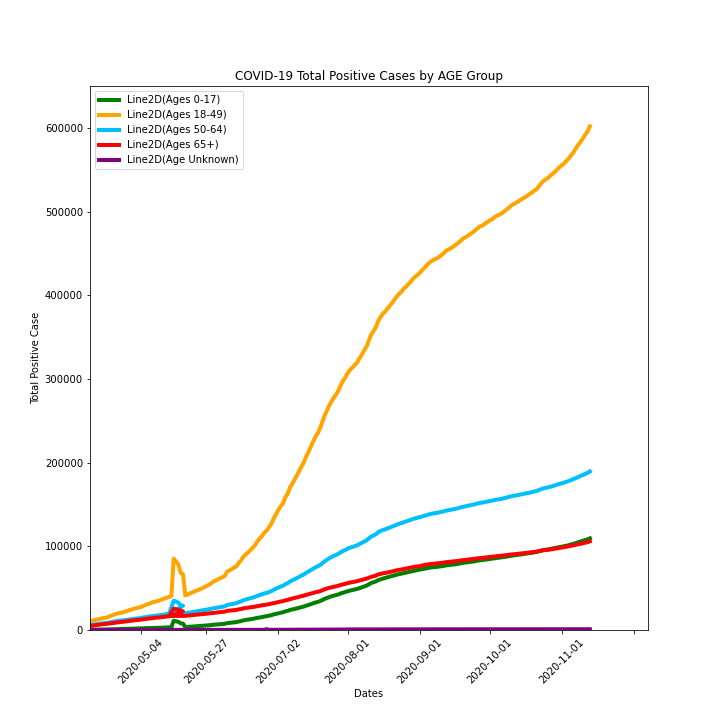 COVID-19 Total Positive Cases by AGE Group
Line2D(Ages 0-17)
Line2D(Ages 18-49)
Line2D(Ages 50-64)
Line2D(Ages 65+)
Line2D(Age Unknown)
600000
500000
400000
300000
200000
100000
0
Total Positive Case
2020-05-04
2020-05-27
2020-07-02
2020-08-01
2020-09-01
2020-10-01
2020-11-01
Dates